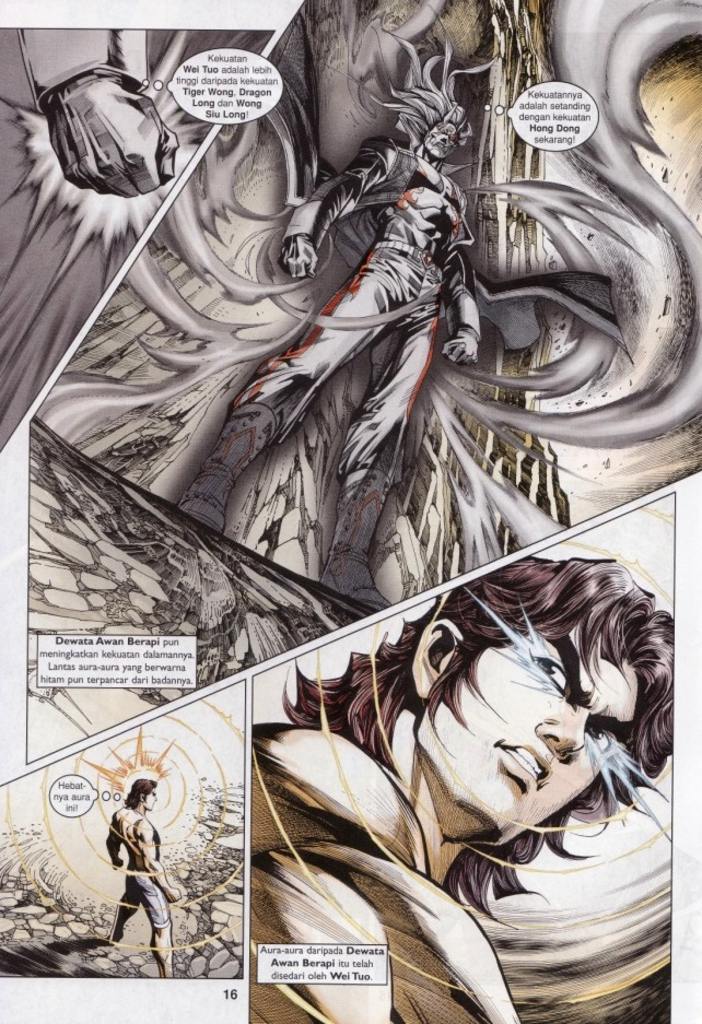 Kekuatan
Wei Tuo adalah lebih
tinggi daripada kekuatan
Tiger Wong, Dragon
Long dan Wong
Siu Long!
Kekuatannya
adalah setanding
dengan kekuatan
Hong Dong
sekarang!
Dewata Awan Berapi pun
meningkatkan kekuatan dalamannya.
Lantas aura-aura yang berwarna
hitam pun terpancar dari badannya.
Hebat-
nya aura
ini!
Aura-aura daripada Dewata
Awan Berapi itu telah
disedari oleh Wei Tuo.
16